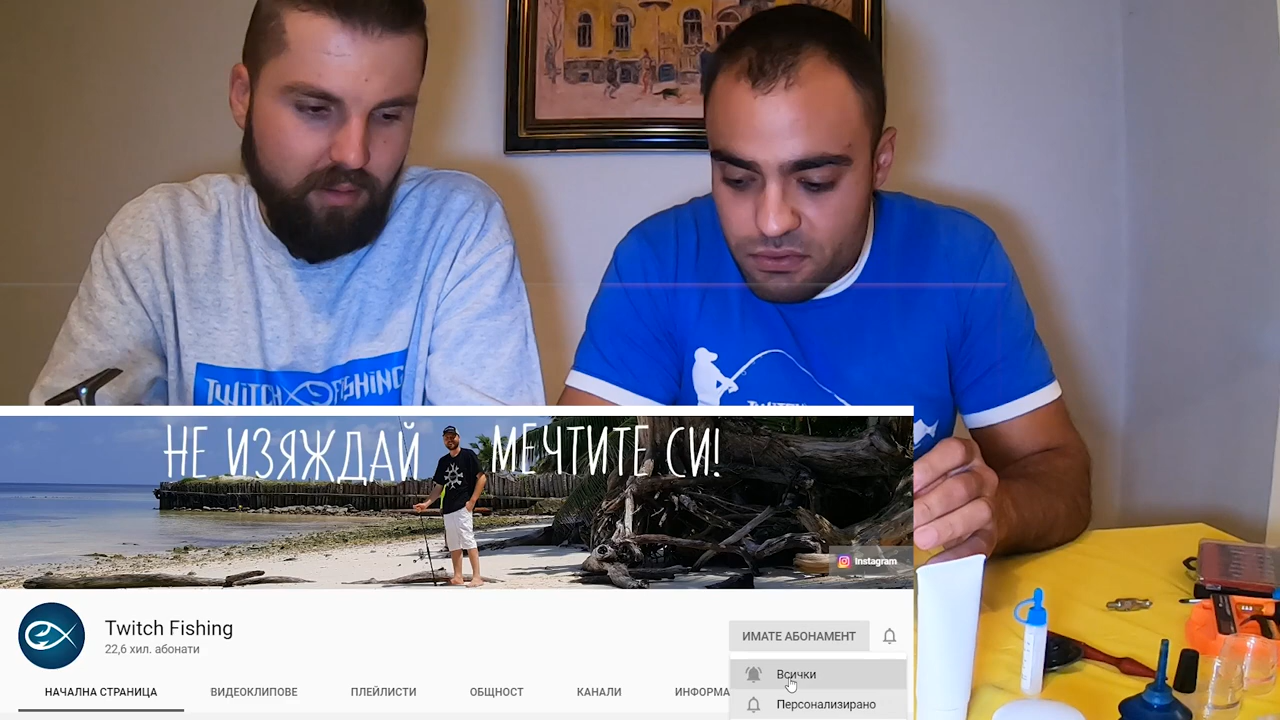 TWITCH FISHING
TWITCH
НЕ ИЗЯЖДАЙ МЕЧТИТЕ СИ!
Instagram
Twitch Fishing
22,6 хил. абонати
ИМАТЕ АБОНАМЕНТ
Всички
Персонализирано
НАЧАЛНА СТРАНИЦА ВИДЕОКЛИПОВЕ ПЛЕЙЛИСТИ ОБЩНОСТ КАНАЛИ ИНФОРМА